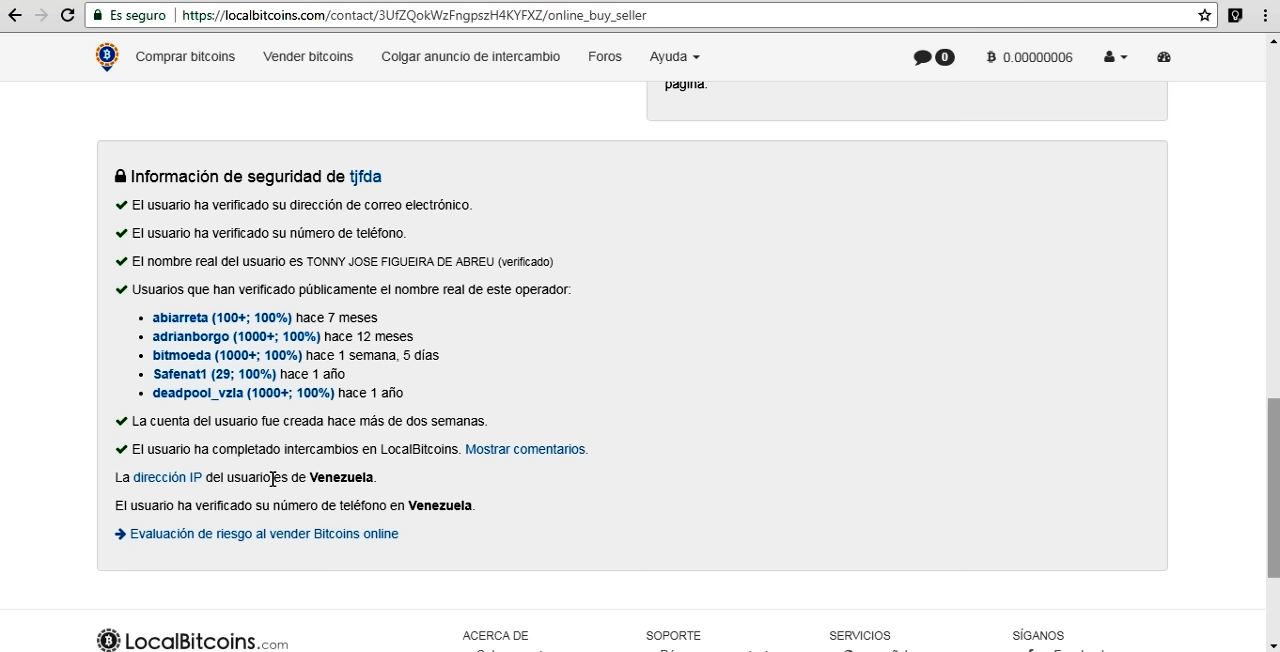 Es seguro https://localbitcoins.com/contact/3UfZQokWzFngpszH4KYFXZ/online_buy_seller
Comprar bitcoins Vender bitcoins Colgar anuncio de intercambio Foros Ayuda 0 0.00000006
página.
Información de seguridad de tjfda
El usuario ha verificado su dirección de correo electrónico.
El usuario ha verificado su número de teléfono.
El nombre real del usuario es TONNY JOSE FIGUEIRA DE ABREU (verificado)
Usuarios que han verificado públicamente el nombre real de este operador:
abiarreta (100+; 100%) hace 7 meses
adrianborgo (1000+; 100%) hace 12 meses
bitmoeda (1000+; 100%) hace 1 semana, 5 días
Safenat1 (29; 100%) hace 1 año
deadpool_vzla (1000+; 100%) hace 1 año
La cuenta del usuario fue creada hace más de dos semanas.
El usuario ha completado intercambios en LocalBitcoins. Mostrar comentarios.
La dirección IP del usuario es de Venezuela.
El usuario ha verificado su número de teléfono en Venezuela.
Evaluación de riesgo al vender Bitcoins online
LocalBitcoins.com ACERCA DE SOPORTE SERVICIOS SÍGANOS